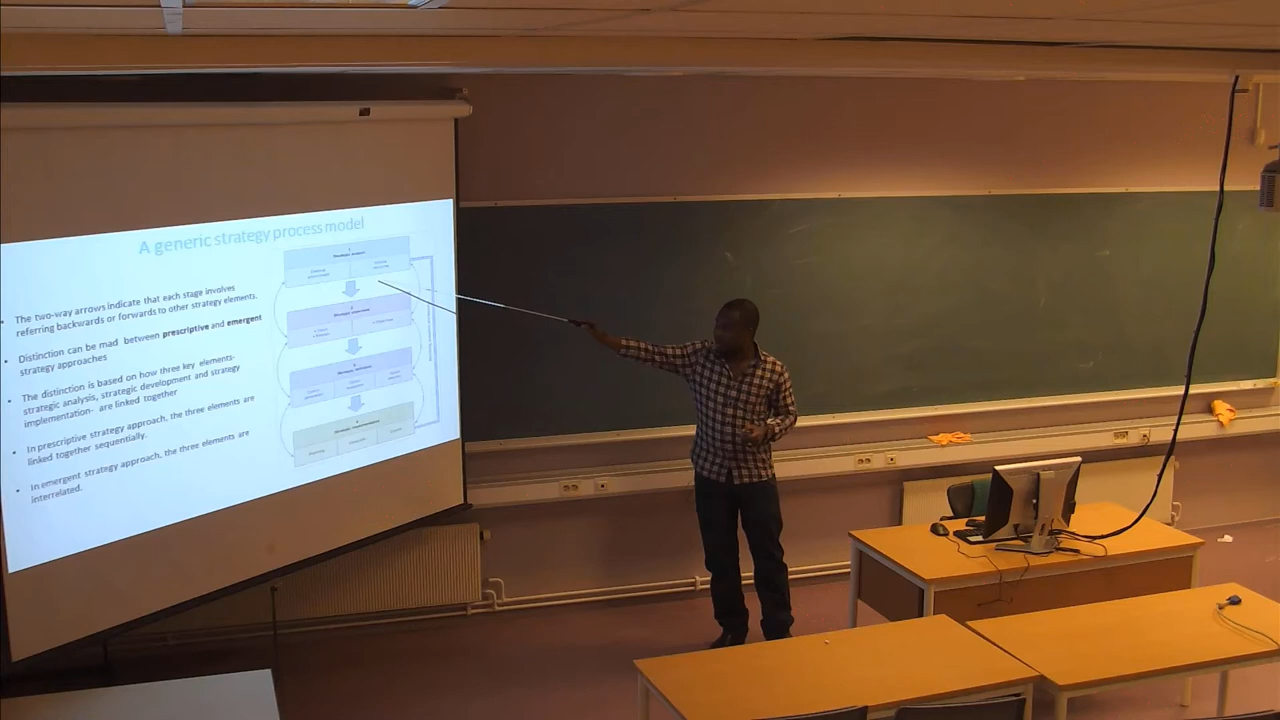 A generic strategy process model
• The two-way arrows indicate that each stage involves
referring backwards or forwards to other strategy elements.
• Distinction can be mad between prescriptive and emergent
strategy approaches
• The distinction is based on how three key elements-
strategic analysis, strategic development and strategy
implementation- are linked together
• In prescriptive strategy approach, the three elements are
linked together sequentially.
• In emergent strategy approach, the three elements are
interrelated.
Strategic analysis